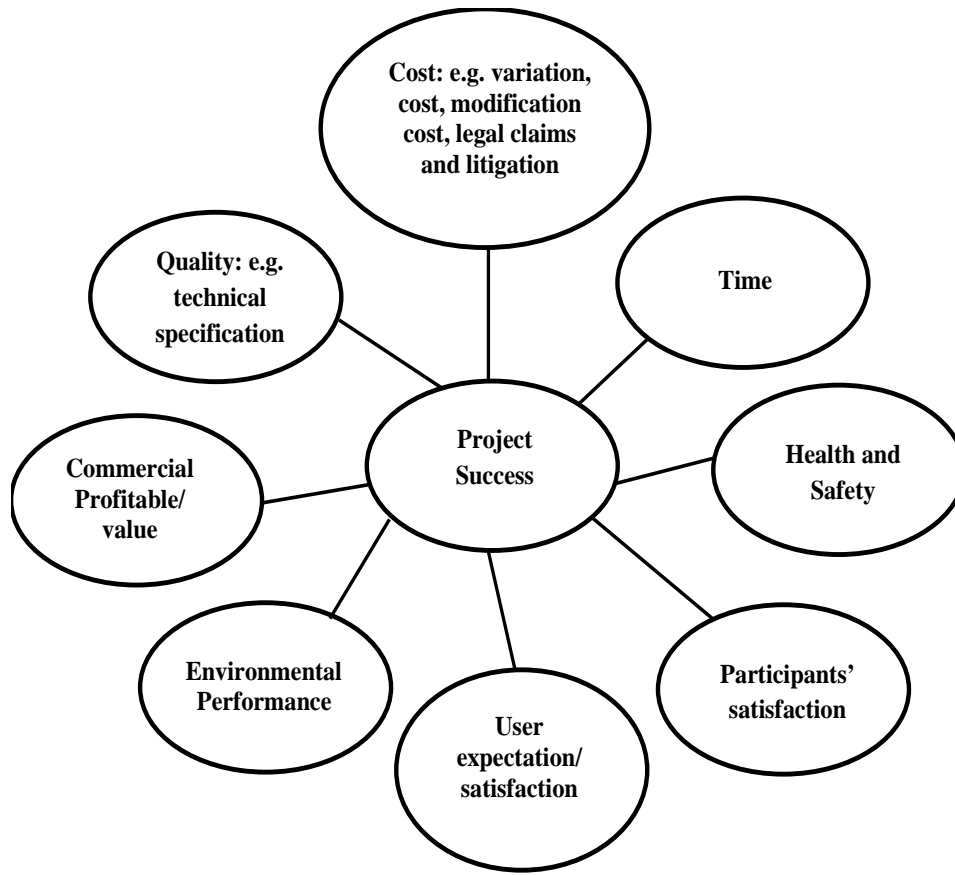 Cost: e.g. variation,
cost, modification
cost, legal claims
and litigation
Quality: e.g.
technical
specification
Time
Project
Success
Commercial
Profitable/
value
Health and
Safety
Environmental
Performance
User
expectation/
satisfaction
Participants’
satisfaction